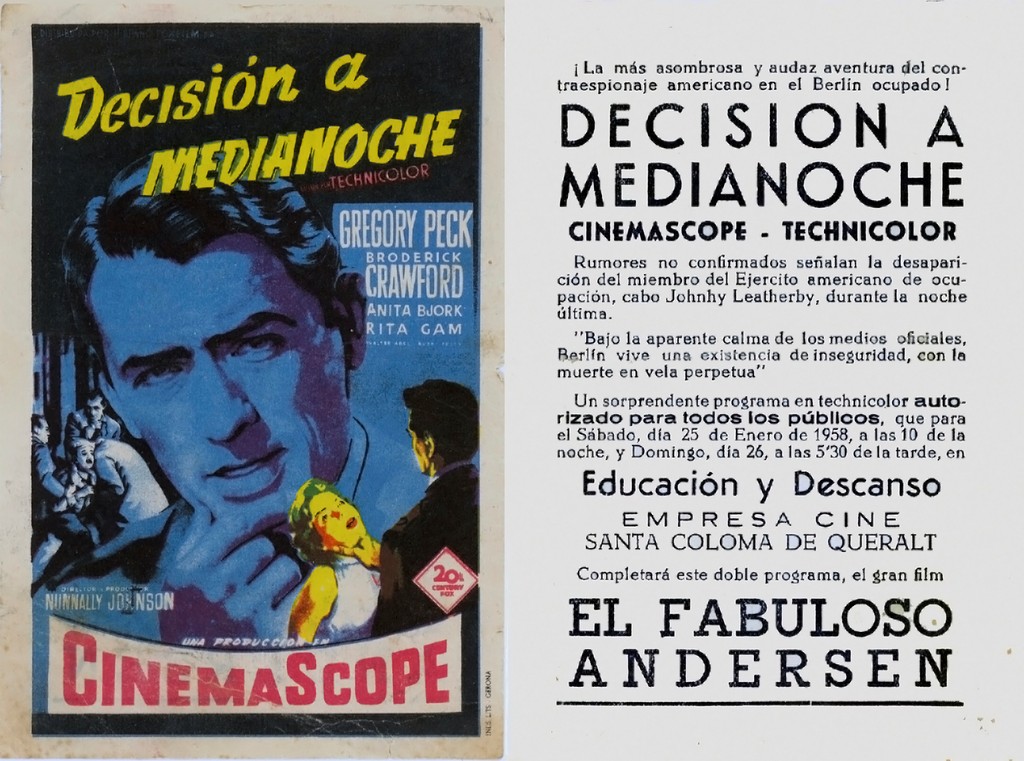 Decisión a
MEDIANOCHE
TECHNICOLOR
GREGORY PECK
BRODERICK
CRAWFORD
ANITA BJORK
RITA GAM
20th
CENTURY
FOX
DIRECTOR - PRODUCTOR
NUNNALLY JOHNSON
UNA PRODUCCION EN
CINEMASCOPE
GERONA
¡La más asombrosa y audaz aventura del con-
traespionaje americano en el Berlín ocupado!
DECISION A
MEDIANOCHE
CINEMASCOPE - TECHNICOLOR
Rumores no confirmados señalan la desapari-
ción del miembro del Ejercito americano de ocu-
pación, cabo Johnhy Leatherby, durante la noche
última.
"Bajo la aparente calma de los medios oficiales,
Berlín vive una existencia de inseguridad, con la
muerte en vela perpetua"
Un sorprendente programa en technicolor auto-
rizado para todos los públicos, que para
el Sábado, día 25 de Enero de 1958, a las 10 de la
noche, y Domingo, día 26, a las 5'30 de la tarde, en
Educación y Descanso
EMPRESA CINE
SANTA COLOMA DE QUERALT
Completará este doble programa, el gran film
EL FABULOSO
ANDERSEN